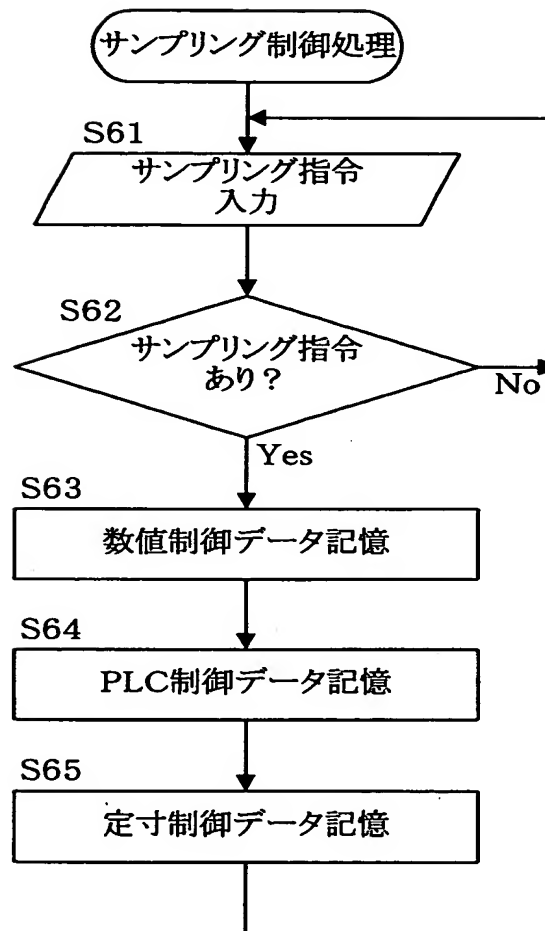 サンプリング制御処理
S61
サンプリング指令
入力
S62
サンプリング指令
あり？
No
Yes
S63
数値制御データ記憶
S64
PLC制御データ記憶
S65
定寸制御データ記憶